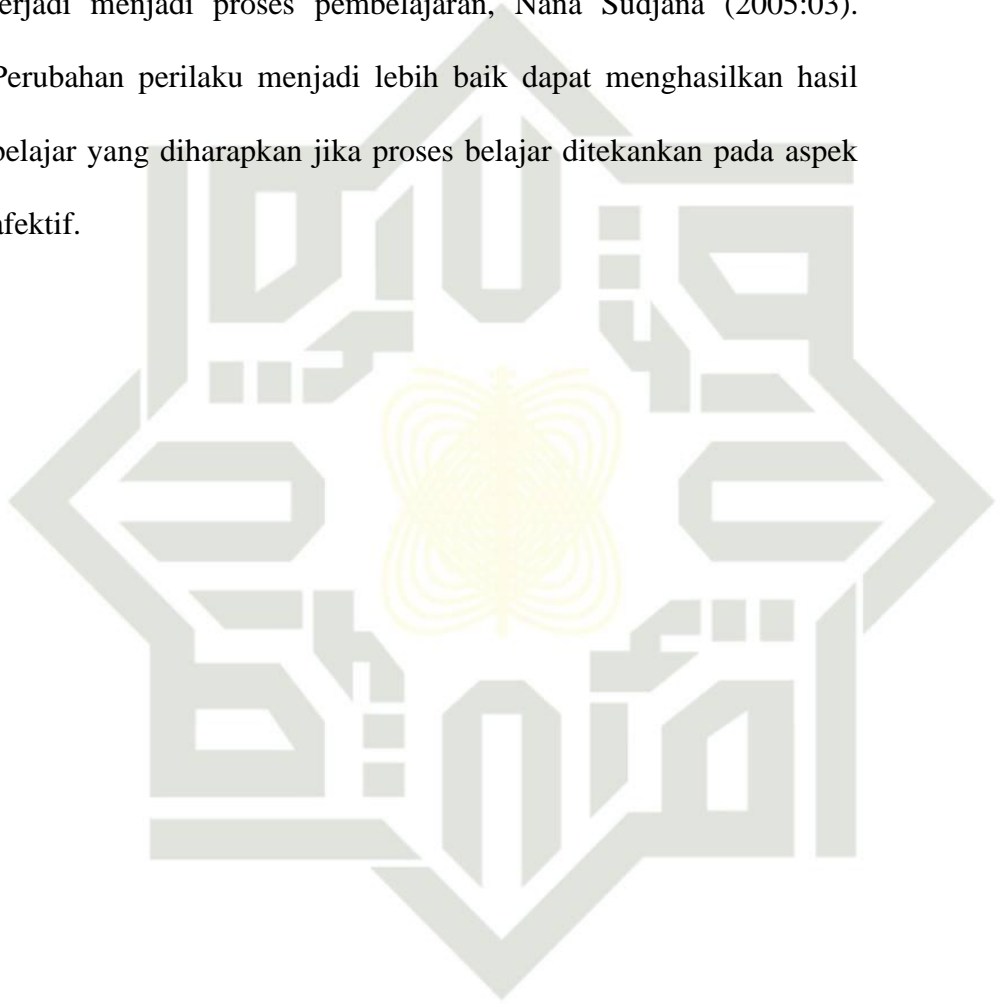 terjadi menjadi proses pembelajaran, Nana Sudjana (2005:03).
Perubahan perilaku menjadi lebih baik dapat menghasilkan hasil
belajar yang diharapkan jika proses belajar ditekankan pada aspek
afektif.